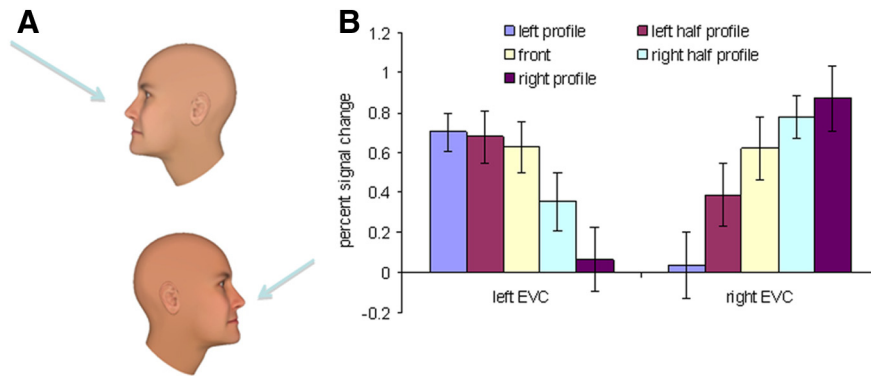 A
B
left profile
left half profile
front
right half profile
right profile
percent signal change
1.2
1
0.8
0.6
0.4
0.2
0
-0.2
left EVC
right EVC